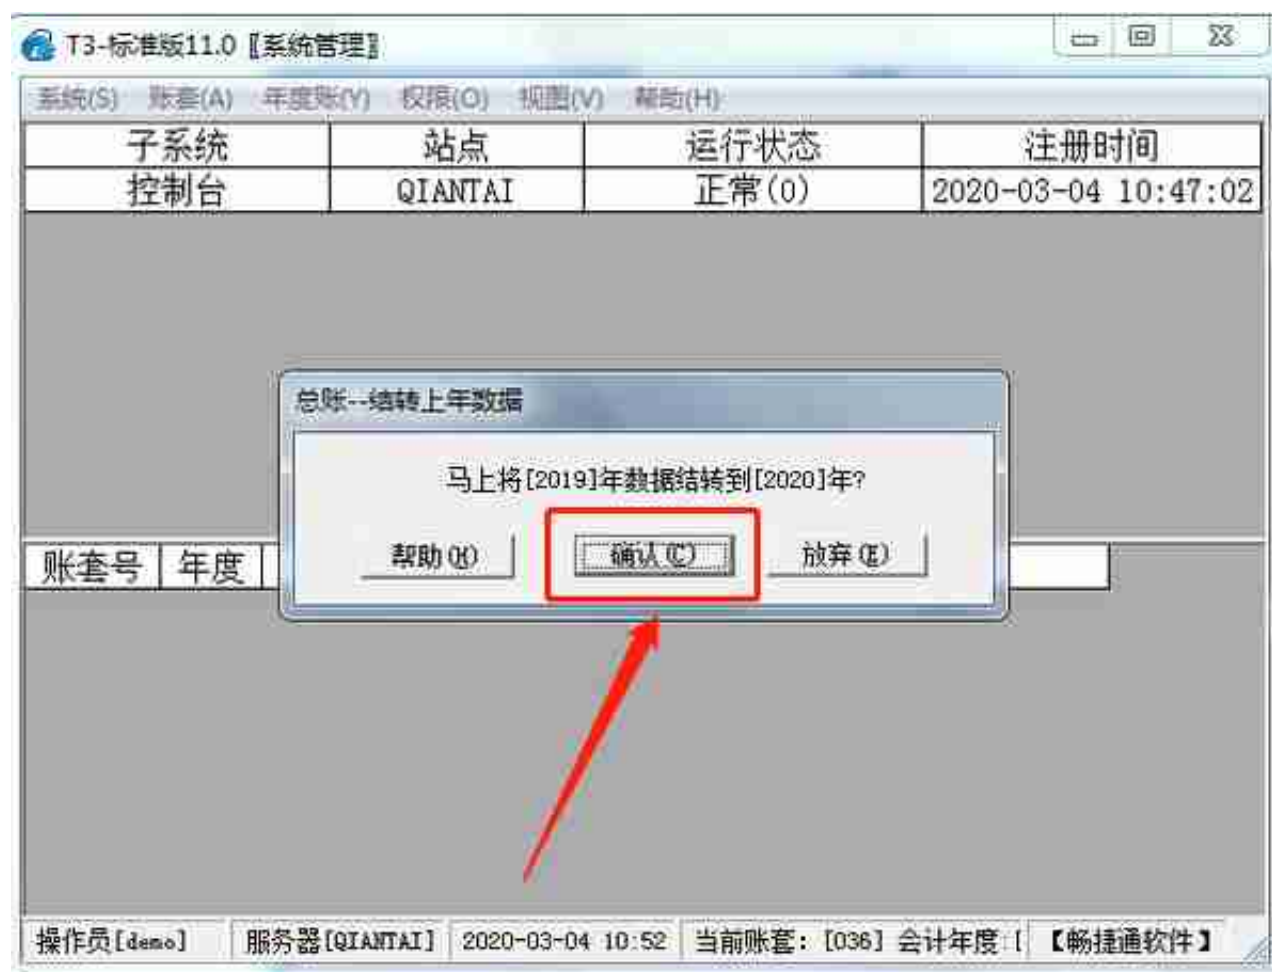 T3-标准版11.0〖系统管理〗
系统(S) 账套(A) 年度账(Y) 权限(O) 视图(V) 帮助(H)
子系统 站点 运行状态 注册时间
控制台 QIANTAI 正常(0) 2020-03-04 10:47:02
总账--结转上年数据
马上将[2019]年数据结转到[2020]年?
帮助(H) 确认(C) 放弃(E)
账套号 年度
操作员[demo] 服务器[QIANTAI] 2020-03-04 10:52 当前账套: [036] 会计年度:[ 【畅捷通软件】